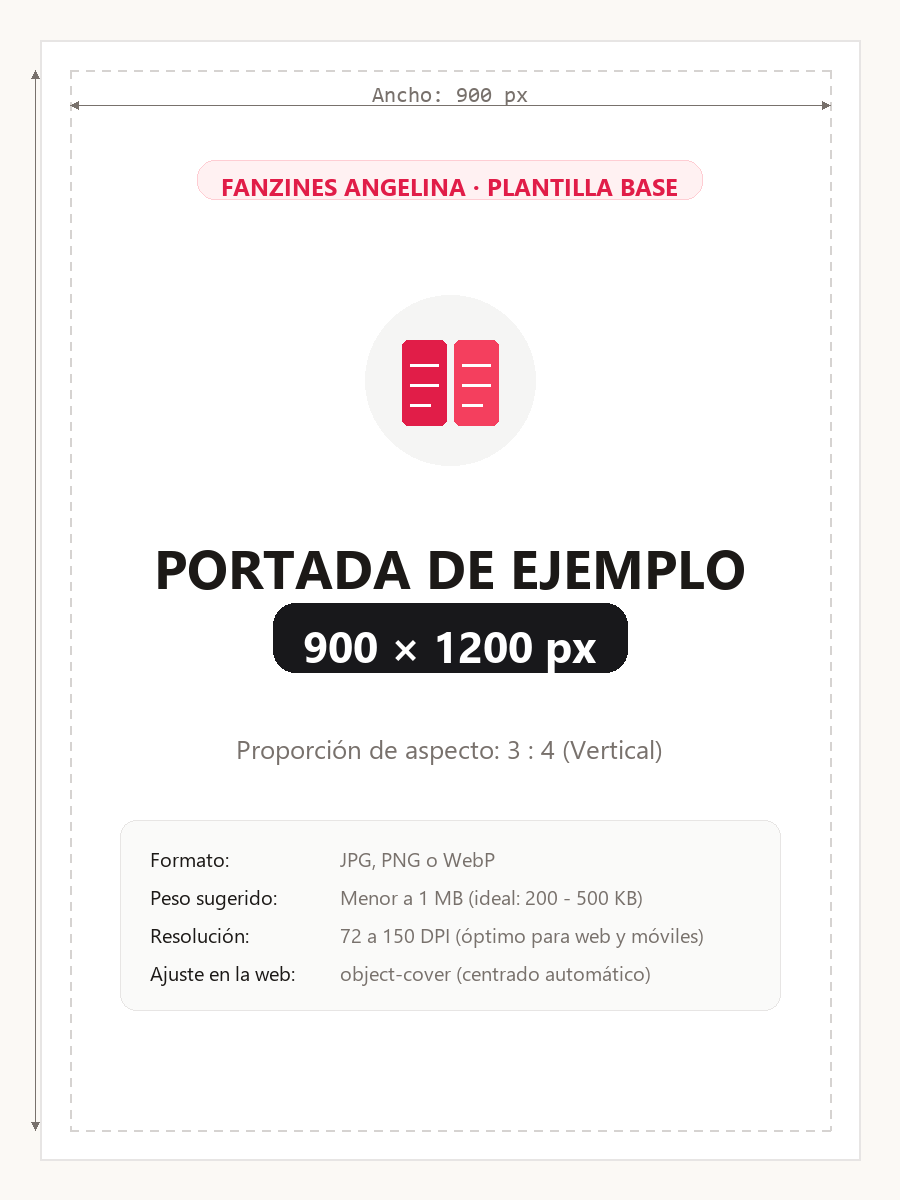 Ancho: 900 px
FANZINES ANGELINA · PLANTILLA BASE
PORTADA DE EJEMPLO
900 × 1200 px
Proporción de aspecto: 3 : 4 (Vertical)
Formato: JPG, PNG o WebP
Peso sugerido: Menor a 1 MB (ideal: 200 - 500 KB)
Resolución: 72 a 150 DPI (óptimo para web y móviles)
Ajuste en la web: object-cover (centrado automático)